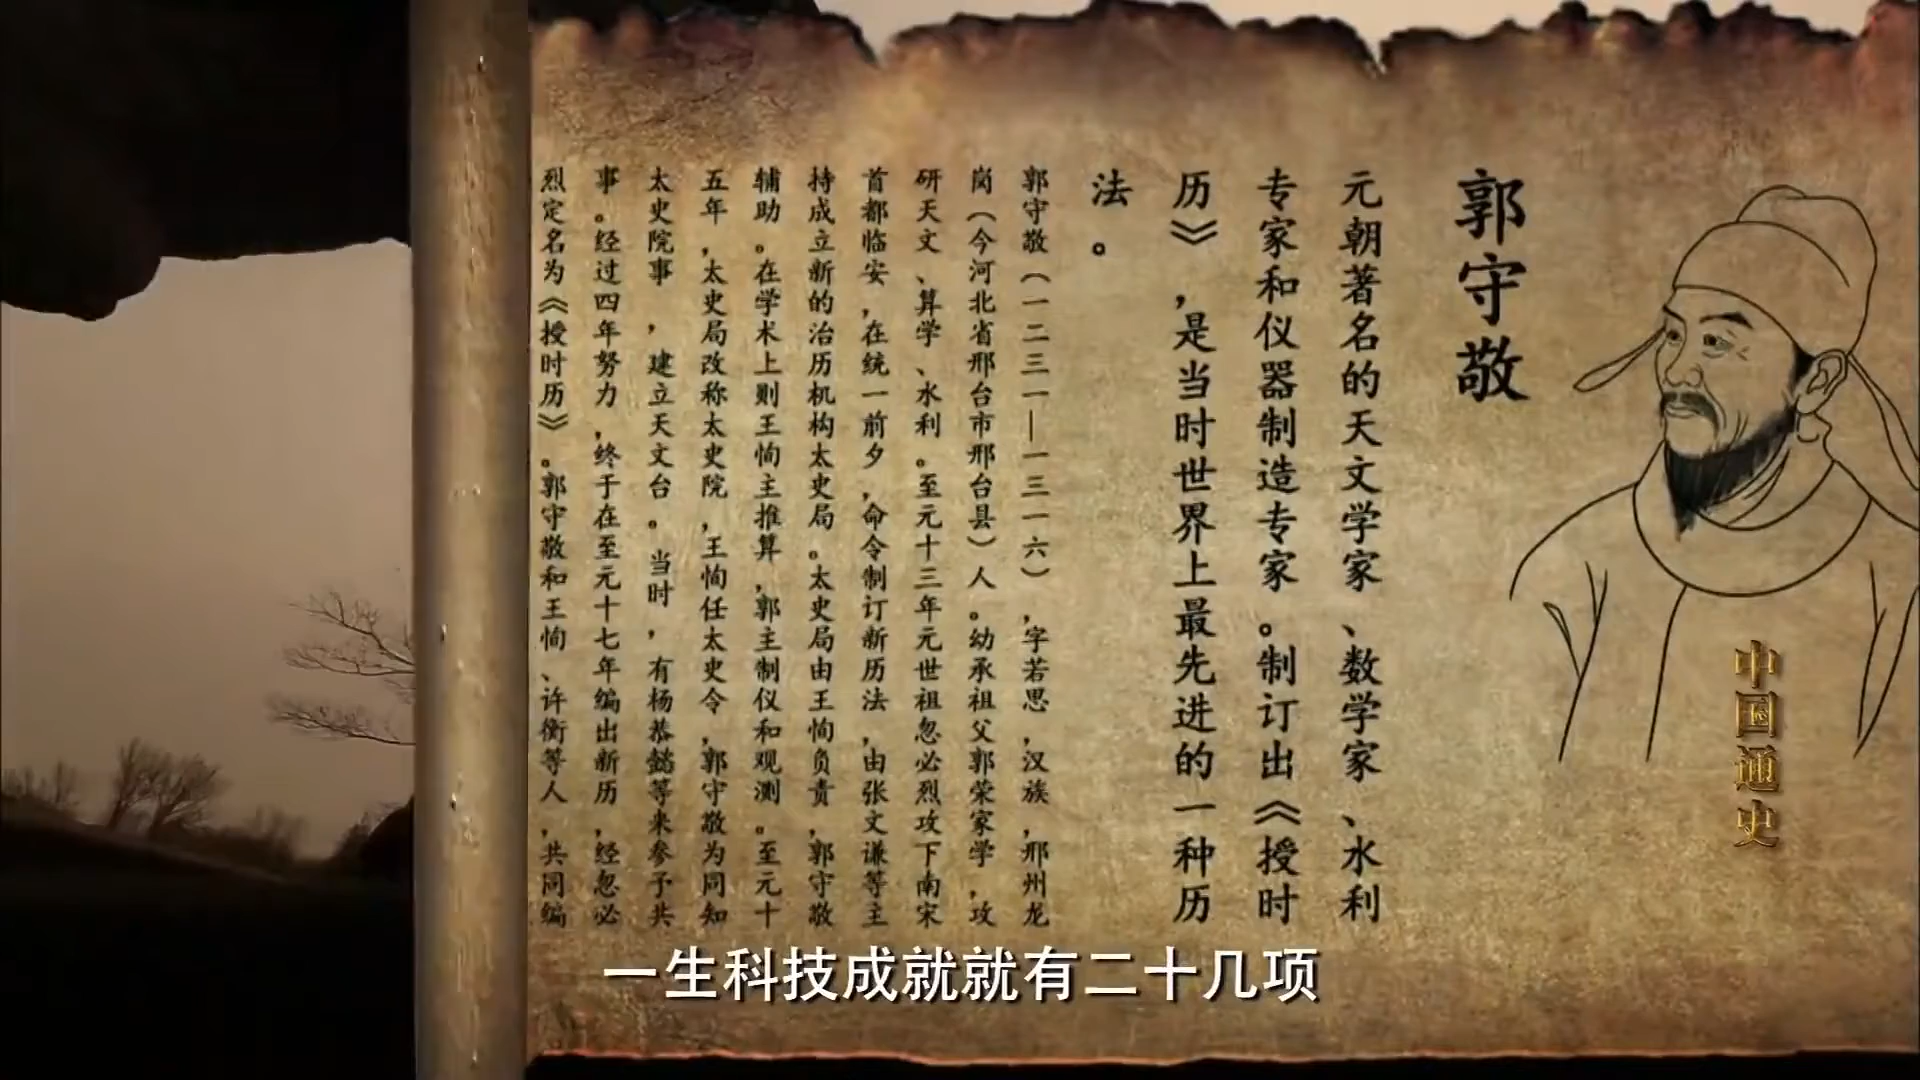 郭守敬
元朝著名的天文学家、数学家、水利
专家和仪器制造专家。制订出《授时
历》，是当时世界上最先进的一种历
法。
郭守敬（一二三一—一三一六），字若思，汉族，邢州龙
岗（今河北省邢台市邢台县）人。幼承祖父郭荣家学，攻
研天文、算学、水利。至元十三年元世祖忽必烈攻下南宋
首都临安，在统一前夕，命令制订新历法，由张文谦等主
持成立新的治历机构太史局。太史局由王恂负责，郭守敬
辅助。在学术上则王恂主推算，郭主制仪和观测。至元十
五年，太史局改称太史院，王恂任太史令，郭守敬为同知
太史院事，建立天文台。当时，有杨恭懿等来参予共
事。经过四年努力，终于在至元十七年编出新历，经忽必
烈定名为《授时历》。郭守敬和王恂、许衡等人，共同编
中国通史
一生科技成就就有二十几项